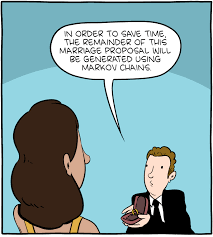 IN ORDER TO SAVE TIME,
THE REMAINDER OF THIS
MARRIAGE PROPOSAL WILL
BE GENERATED USING
MARKOV CHAINS.